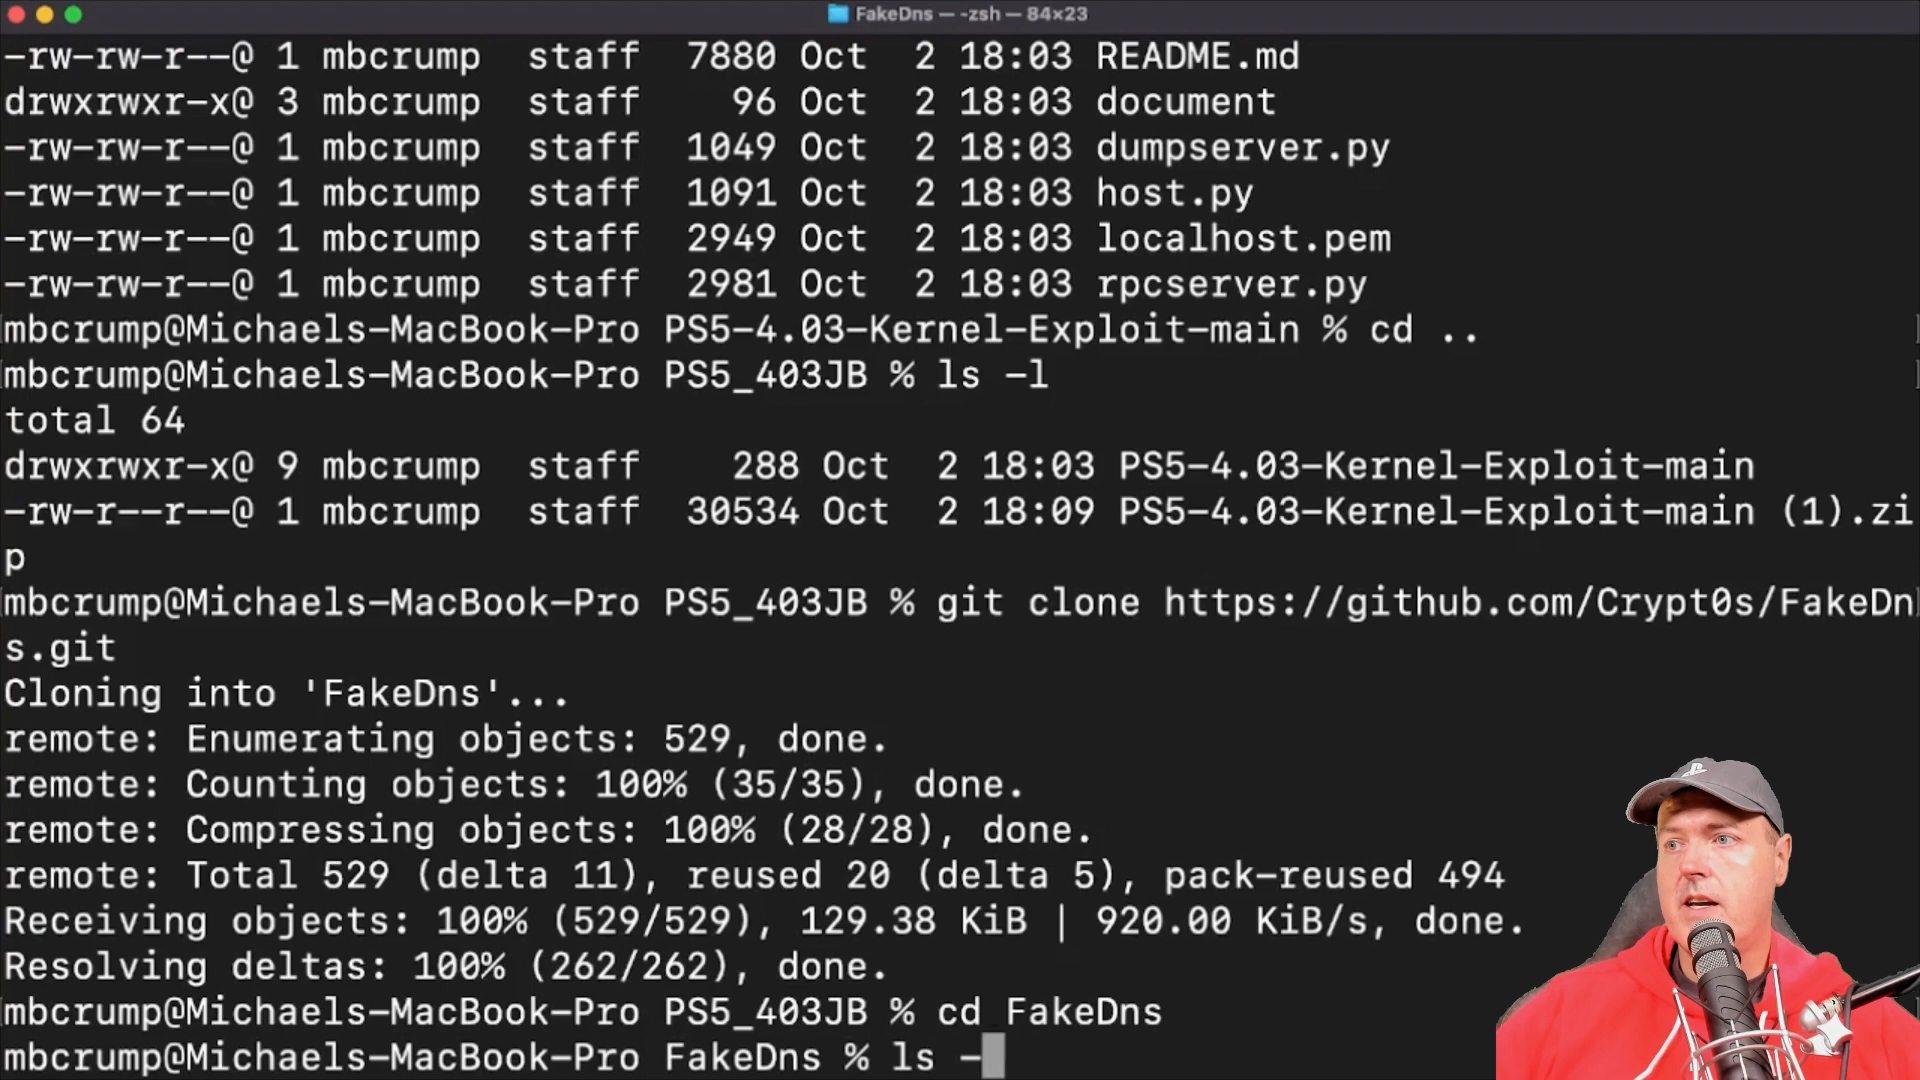 FakeDns — -zsh — 84×23
-rw-rw-r--@ 1 mbcrump  staff   7880 Oct  2 18:03 README.md
drwxrwxr-x@ 3 mbcrump  staff     96 Oct  2 18:03 document
-rw-rw-r--@ 1 mbcrump  staff   1049 Oct  2 18:03 dumpserver.py
-rw-rw-r--@ 1 mbcrump  staff   1091 Oct  2 18:03 host.py
-rw-rw-r--@ 1 mbcrump  staff   2949 Oct  2 18:03 localhost.pem
-rw-rw-r--@ 1 mbcrump  staff   2981 Oct  2 18:03 rpcserver.py
mbcrump@Michaels-MacBook-Pro PS5-4.03-Kernel-Exploit-main % cd ..
mbcrump@Michaels-MacBook-Pro PS5_403JB % ls -l
total 64
drwxrwxr-x@ 9 mbcrump  staff    288 Oct  2 18:03 PS5-4.03-Kernel-Exploit-main
-rw-r--r--@ 1 mbcrump  staff  30534 Oct  2 18:09 PS5-4.03-Kernel-Exploit-main (1).zi
p
mbcrump@Michaels-MacBook-Pro PS5_403JB % git clone https://github.com/Crypt0s/FakeDn
s.git
Cloning into 'FakeDns'...
remote: Enumerating objects: 529, done.
remote: Counting objects: 100% (35/35), done.
remote: Compressing objects: 100% (28/28), done.
remote: Total 529 (delta 11), reused 20 (delta 5), pack-reused 494
Receiving objects: 100% (529/529), 129.38 KiB | 920.00 KiB/s, done.
Resolving deltas: 100% (262/262), done.
mbcrump@Michaels-MacBook-Pro PS5_403JB % cd FakeDns
mbcrump@Michaels-MacBook-Pro FakeDns % ls -